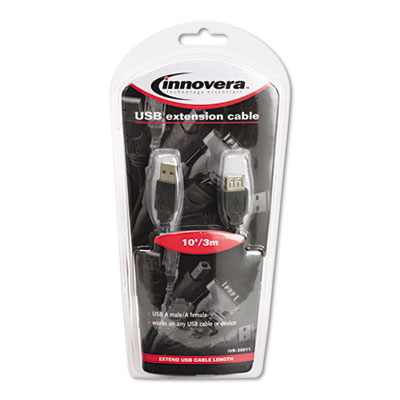 innovera®
technology essentials
USB extension cable
10'/3m
• USB A male/A female
• works on any USB cable or device
IVR-30011
EXTEND USB CABLE LENGTH